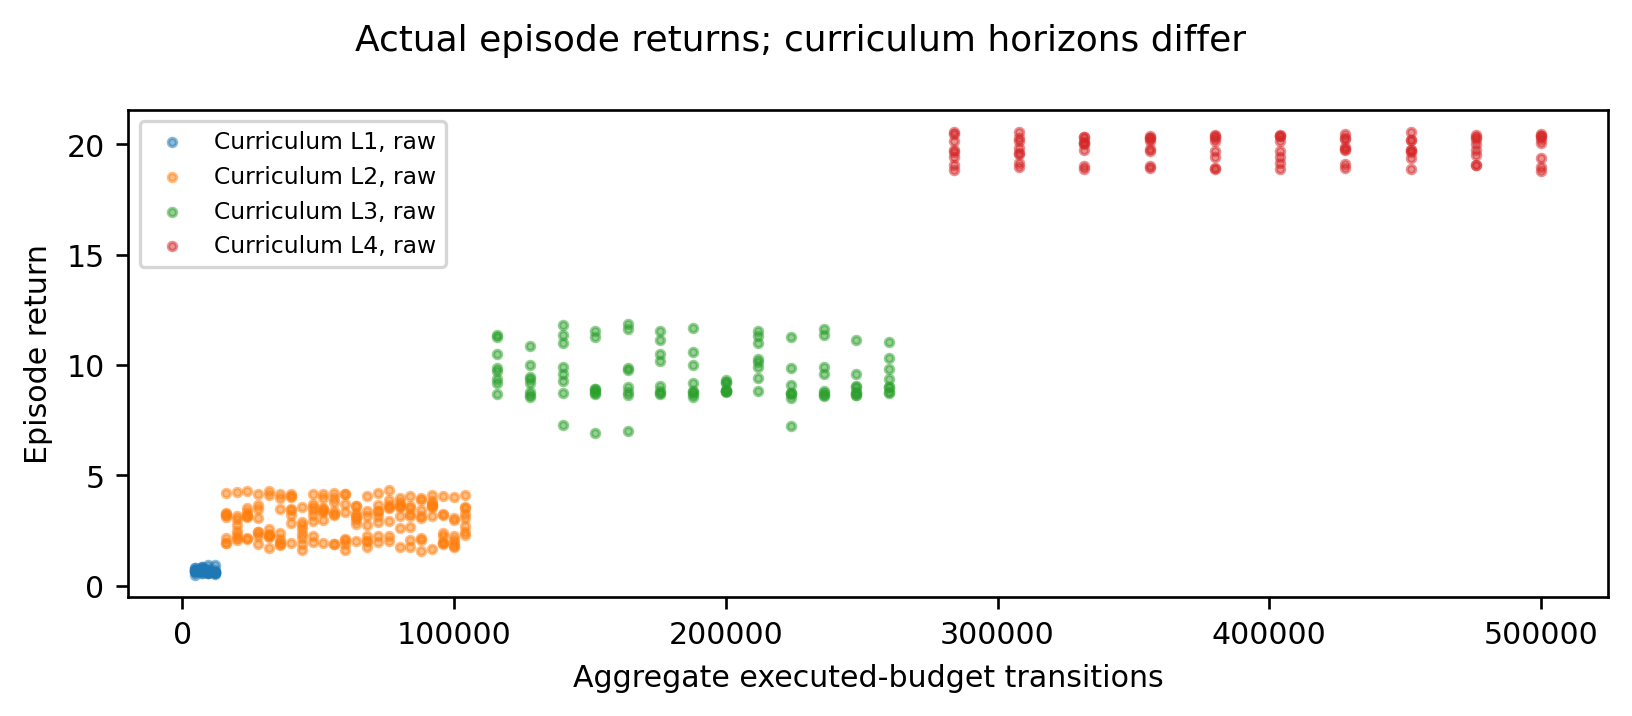 Actual episode returns; curriculum horizons differ
Curriculum L1, raw
Curriculum L2, raw
Curriculum L3, raw
Curriculum L4, raw
Episode return
20
15
10
5
0
0 100000 200000 300000 400000 500000
Aggregate executed-budget transitions